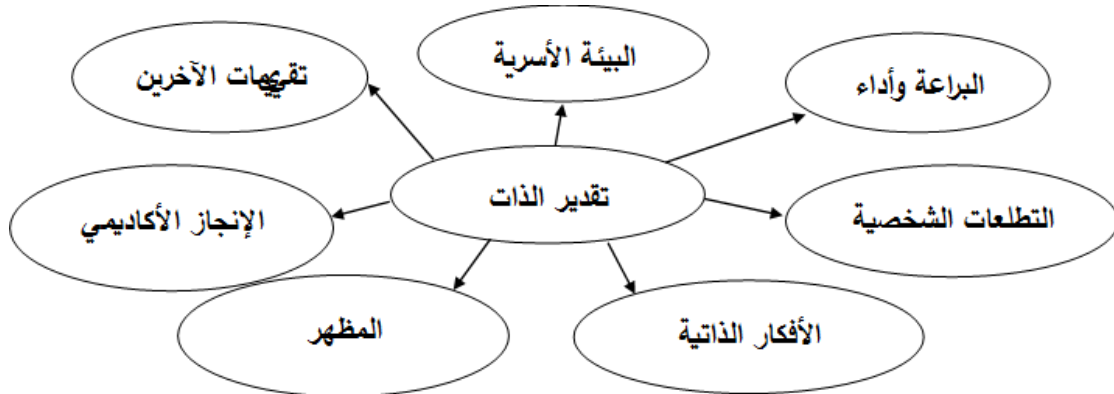 البيئة الأسرية
البراعة وأداء
تقييمات الآخرين
تقدير الذات
التطلعات الشخصية
الإنجاز الأكاديمي
الأفكار الذاتية
المظهر